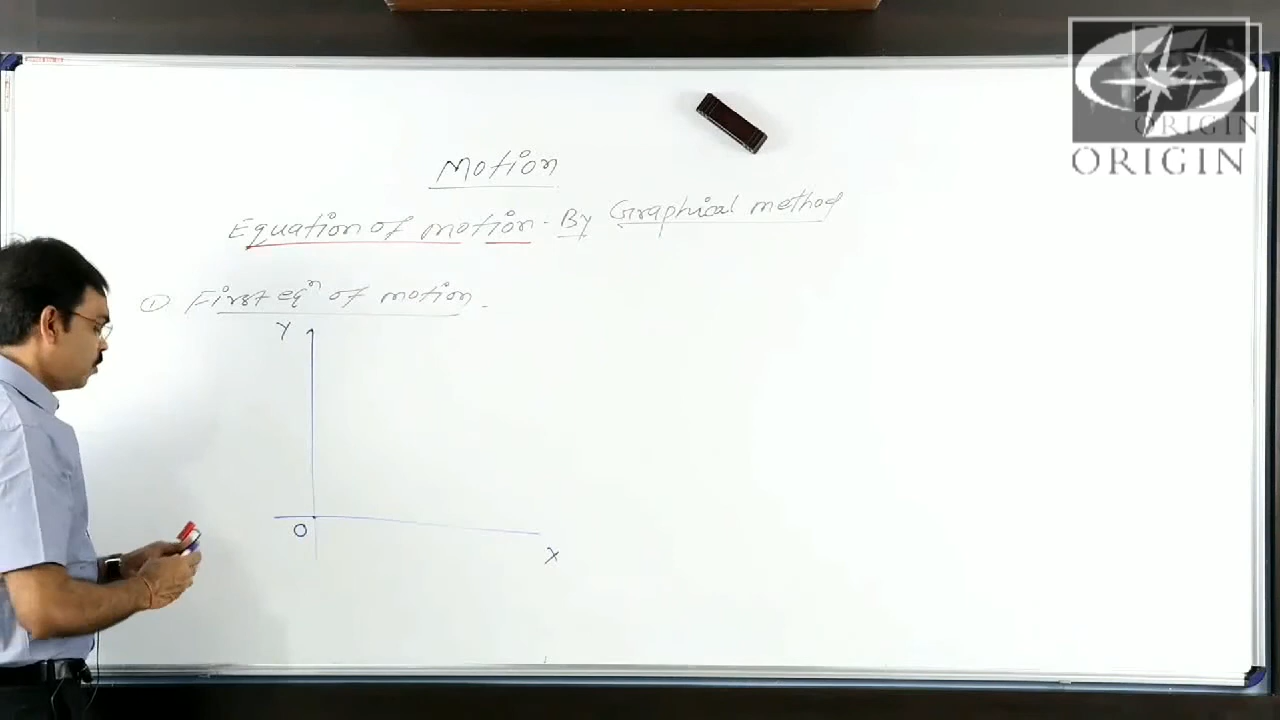 ORIGIN
ORIGIN
Motion
Equation of motion - By Graphical method
① First eqⁿ of motion.
Y
O
X